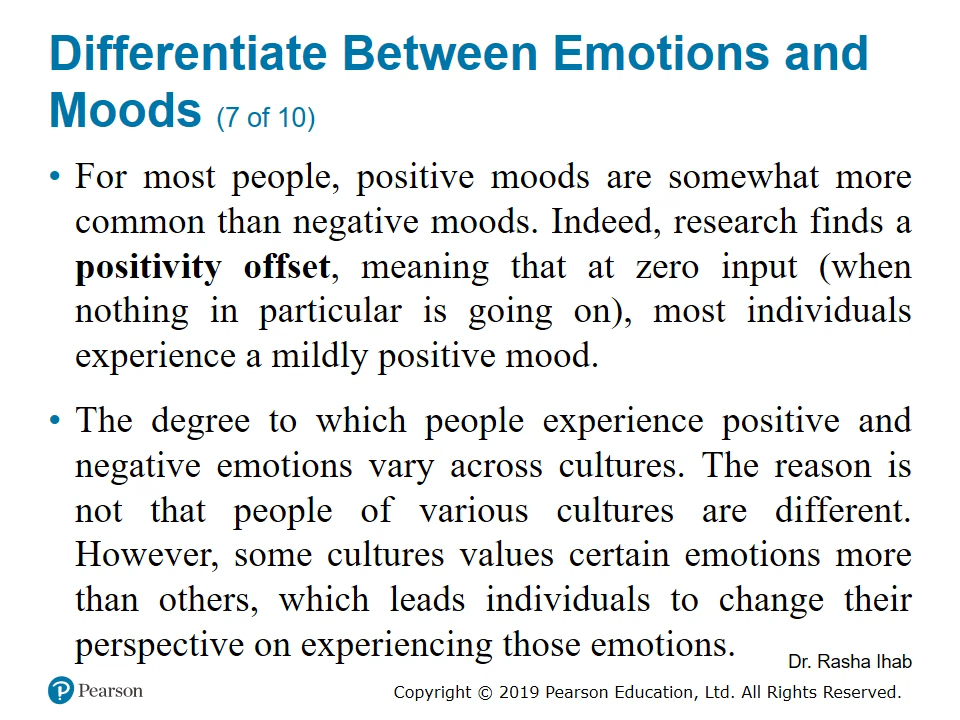 Differentiate Between Emotions and
Moods (7 of 10)
• For most people, positive moods are somewhat more
common than negative moods. Indeed, research finds a
positivity offset, meaning that at zero input (when
nothing in particular is going on), most individuals
experience a mildly positive mood.
• The degree to which people experience positive and
negative emotions vary across cultures. The reason is
not that people of various cultures are different.
However, some cultures values certain emotions more
than others, which leads individuals to change their
perspective on experiencing those emotions.
Dr. Rasha Ihab
P Pearson
Copyright © 2019 Pearson Education, Ltd. All Rights Reserved.